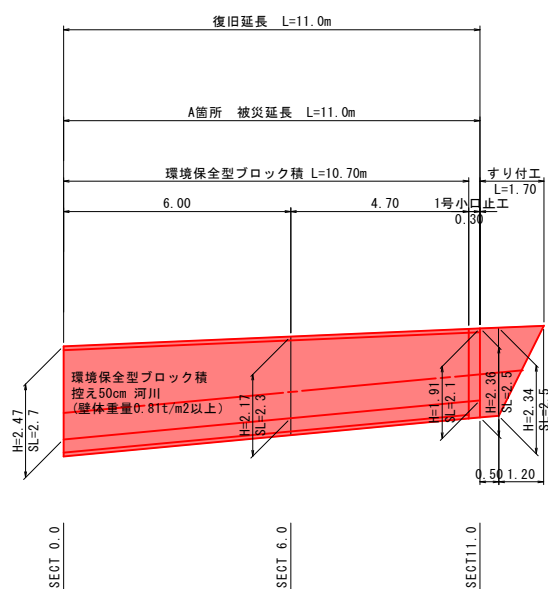 復旧延長 L=11.0m
A箇所 被災延長 L=11.0m
環境保全型ブロック積 L=10.70m
すり付工
L=1.70
6.00
4.70
1号小口止工
0.30
環境保全型ブロック積
控え50cm 河川
(壁体重量0.81t/m2以上)
H=2.47
SL=2.7
H=2.17
SL=2.3
H=1.91
SL=2.1
H=2.36
SL=2.5
H=2.34
SL=2.5
0.50
1.20
SECT 0.0
SECT 6.0
SECT11.0